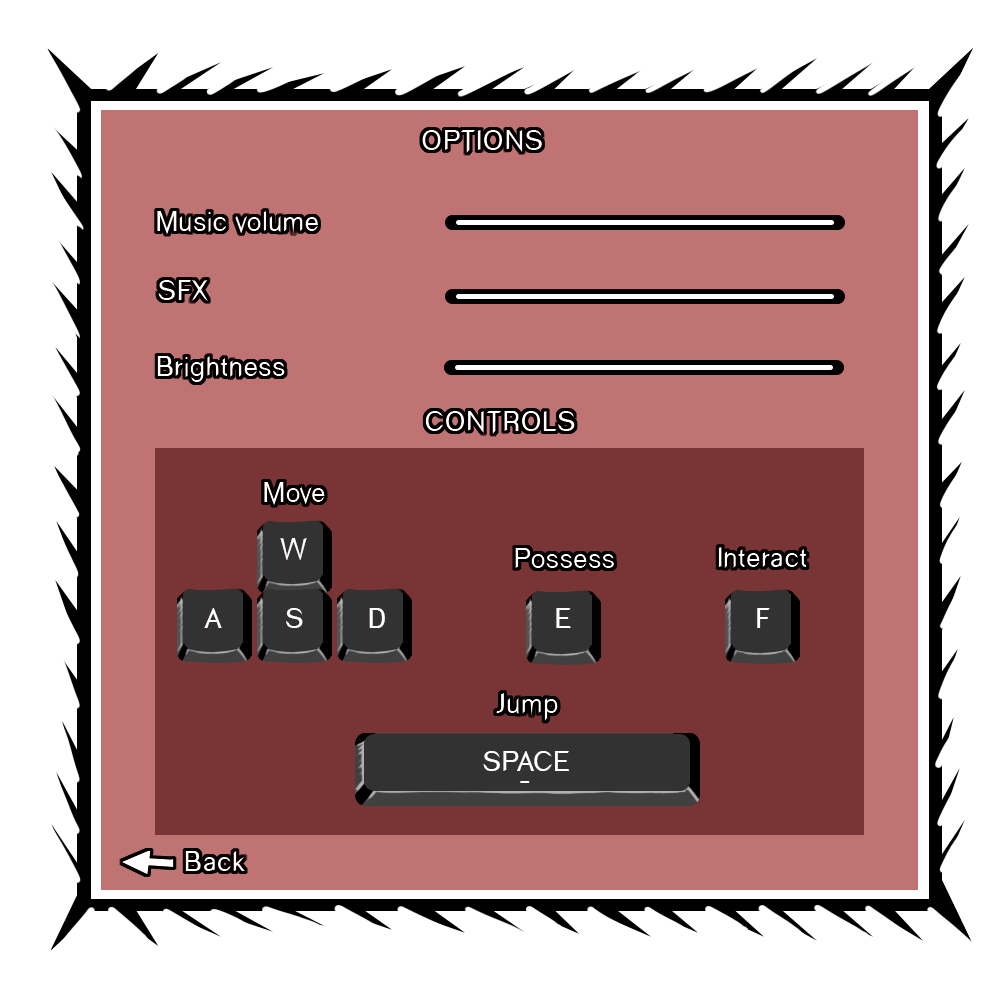 OPTIONS
Music volume
SFX
Brightness
CONTROLS
Move
W
Possess
Interact
A S D
E
F
Jump
SPACE
Back